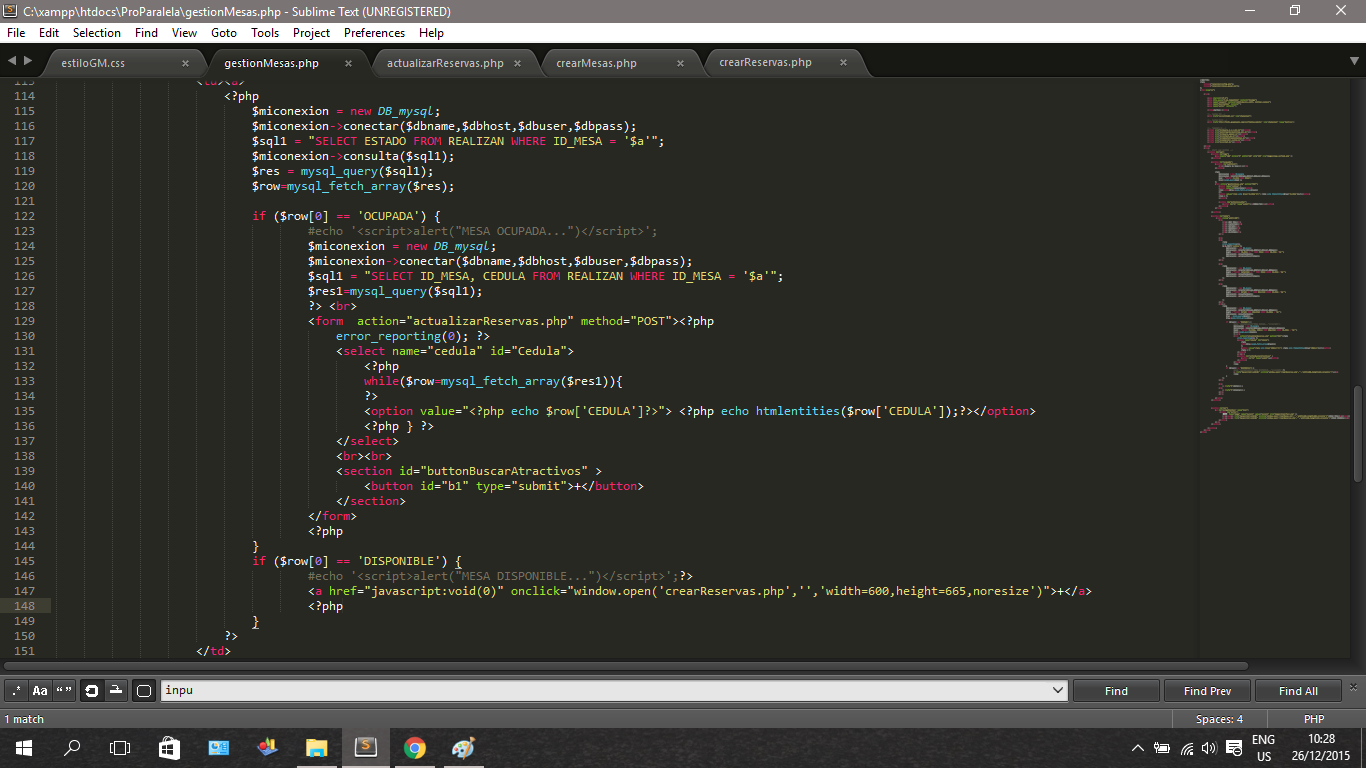 C:\xampp\htdocs\ProParalela\gestionMesas.php - Sublime Text (UNREGISTERED)
File Edit Selection Find View Goto Tools Project Preferences Help
estiloGM.css × gestionMesas.php × actualizarReservas.php × crearMesas.php × crearReservas.php ×
113 <td><a>
114 <?php
115 $miconexion = new DB_mysql;
116 $miconexion->conectar($dbname,$dbhost,$dbuser,$dbpass);
117 $sql1 = "SELECT ESTADO FROM REALIZAN WHERE ID_MESA = '$a'";
118 $miconexion->consulta($sql1);
119 $res = mysql_query($sql1);
120 $row=mysql_fetch_array($res);
121
122 if ($row[0] == 'OCUPADA') {
123 #echo '<script>alert("MESA OCUPADA...")</script>';
124 $miconexion = new DB_mysql;
125 $miconexion->conectar($dbname,$dbhost,$dbuser,$dbpass);
126 $sql1 = "SELECT ID_MESA, CEDULA FROM REALIZAN WHERE ID_MESA = '$a'";
127 $res1=mysql_query($sql1);
128 ?> <br>
129 <form  action="actualizarReservas.php" method="POST"><?php
130 error_reporting(0); ?>
131 <select name="cedula" id="Cedula">
132 <?php
133 while($row=mysql_fetch_array($res1)){
134 ?>
135 <option value="<?php echo $row['CEDULA']?>"> <?php echo htmlentities($row['CEDULA']);?></option>
136 <?php } ?>
137 </select>
138 <br><br>
139 <section id="buttonBuscarAtractivos" >
140 <button id="b1" type="submit">+</button>
141 </section>
142 </form>
143 <?php
144 }
145 if ($row[0] == 'DISPONIBLE') {
146 #echo '<script>alert("MESA DISPONIBLE...")</script>';?>
147 <a href="javascript:void(0)" onclick="window.open('crearReservas.php','','width=600,height=665,noresize')">+</a>
148 <?php
149 }
150 ?>
151 </td>
.* Aa “” inpu Find Find Prev Find All
1 match Spaces: 4 PHP
ENG 10:28
US 26/12/2015